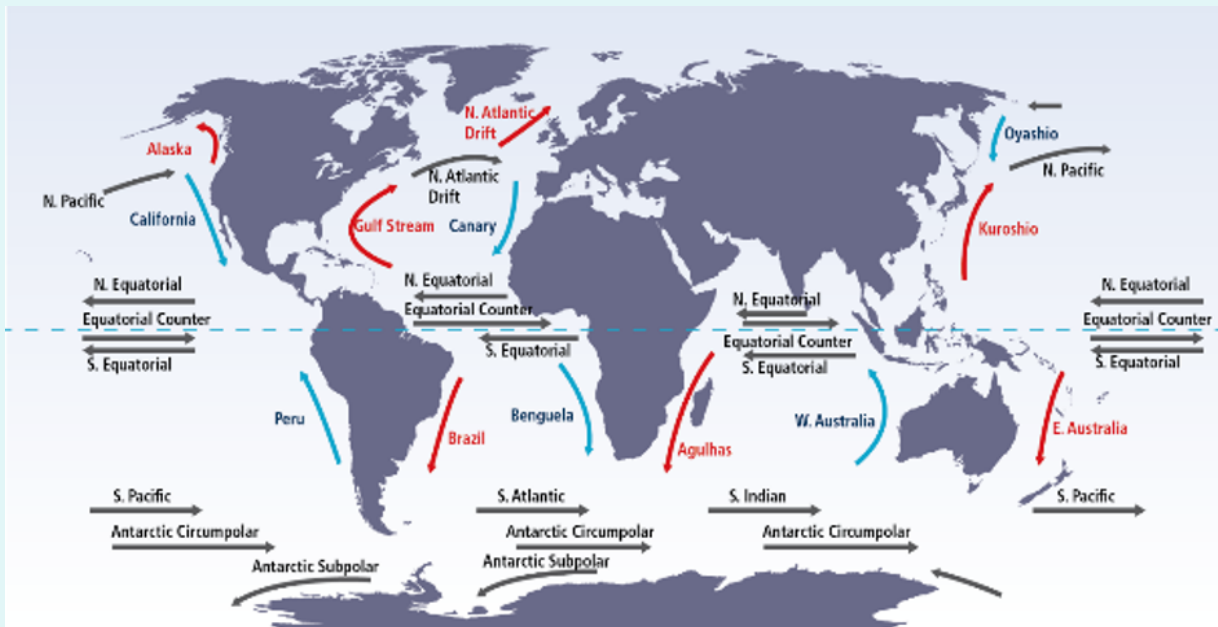 N. Atlantic
Drift
Oyashio
Alaska
N. Atlantic
Drift
N. Pacific
N. Pacific
California
Gulf Stream
Canary
Kuroshio
N. Equatorial
Equatorial Counter
S. Equatorial
N. Equatorial
Equatorial Counter
S. Equatorial
N. Equatorial
Equatorial Counter
S. Equatorial
N. Equatorial
Equatorial Counter
S. Equatorial
Peru
Brazil
Benguela
Agulhas
W. Australia
E. Australia
S. Pacific
Antarctic Circumpolar
Antarctic Subpolar
S. Atlantic
Antarctic Circumpolar
Antarctic Subpolar
S. Indian
Antarctic Circumpolar
S. Pacific